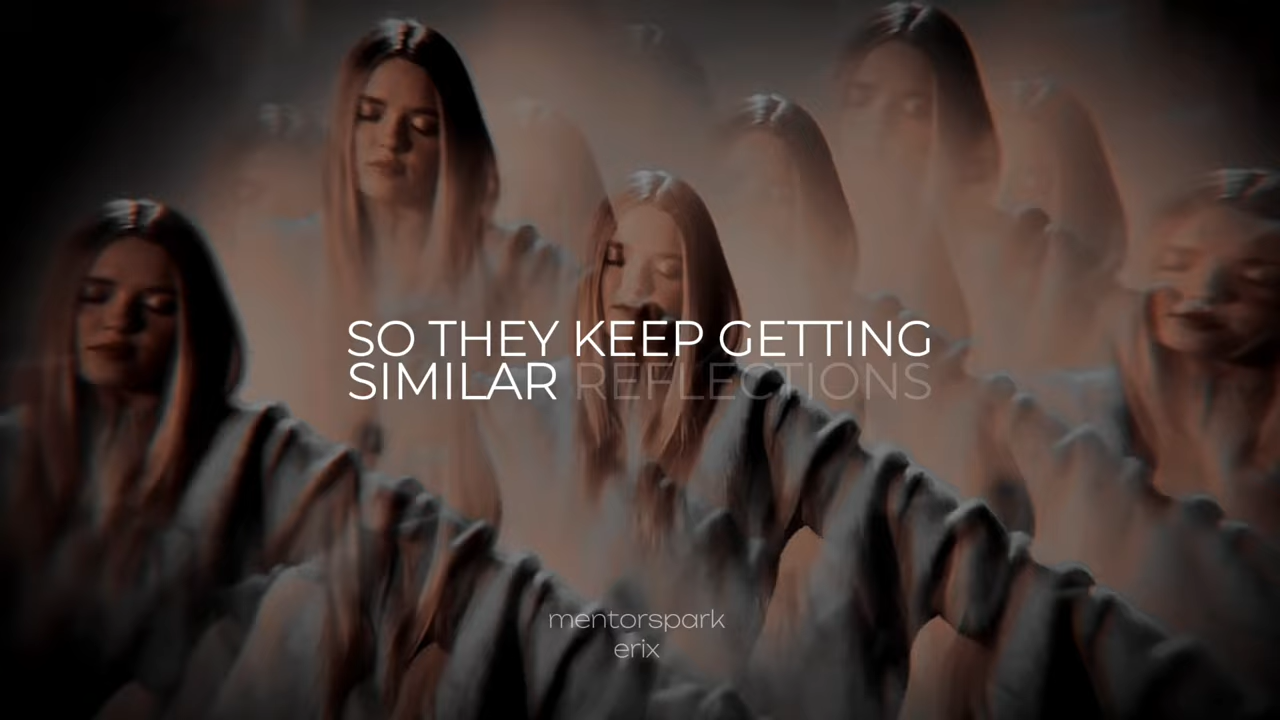 SO THEY KEEP GETTING
SIMILAR REFLECTIONS
mentorspark
erix